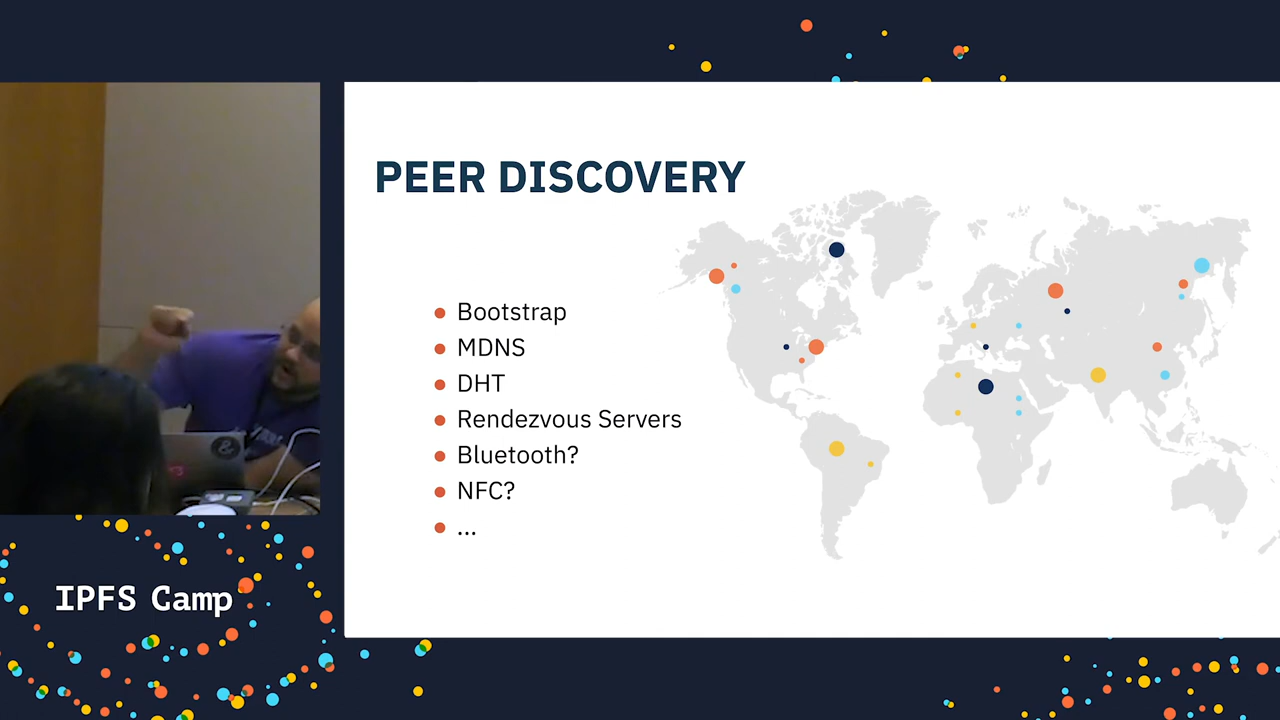 PEER DISCOVERY
Bootstrap
MDNS
DHT
Rendezvous Servers
Bluetooth?
NFC?
...
IPFS Camp